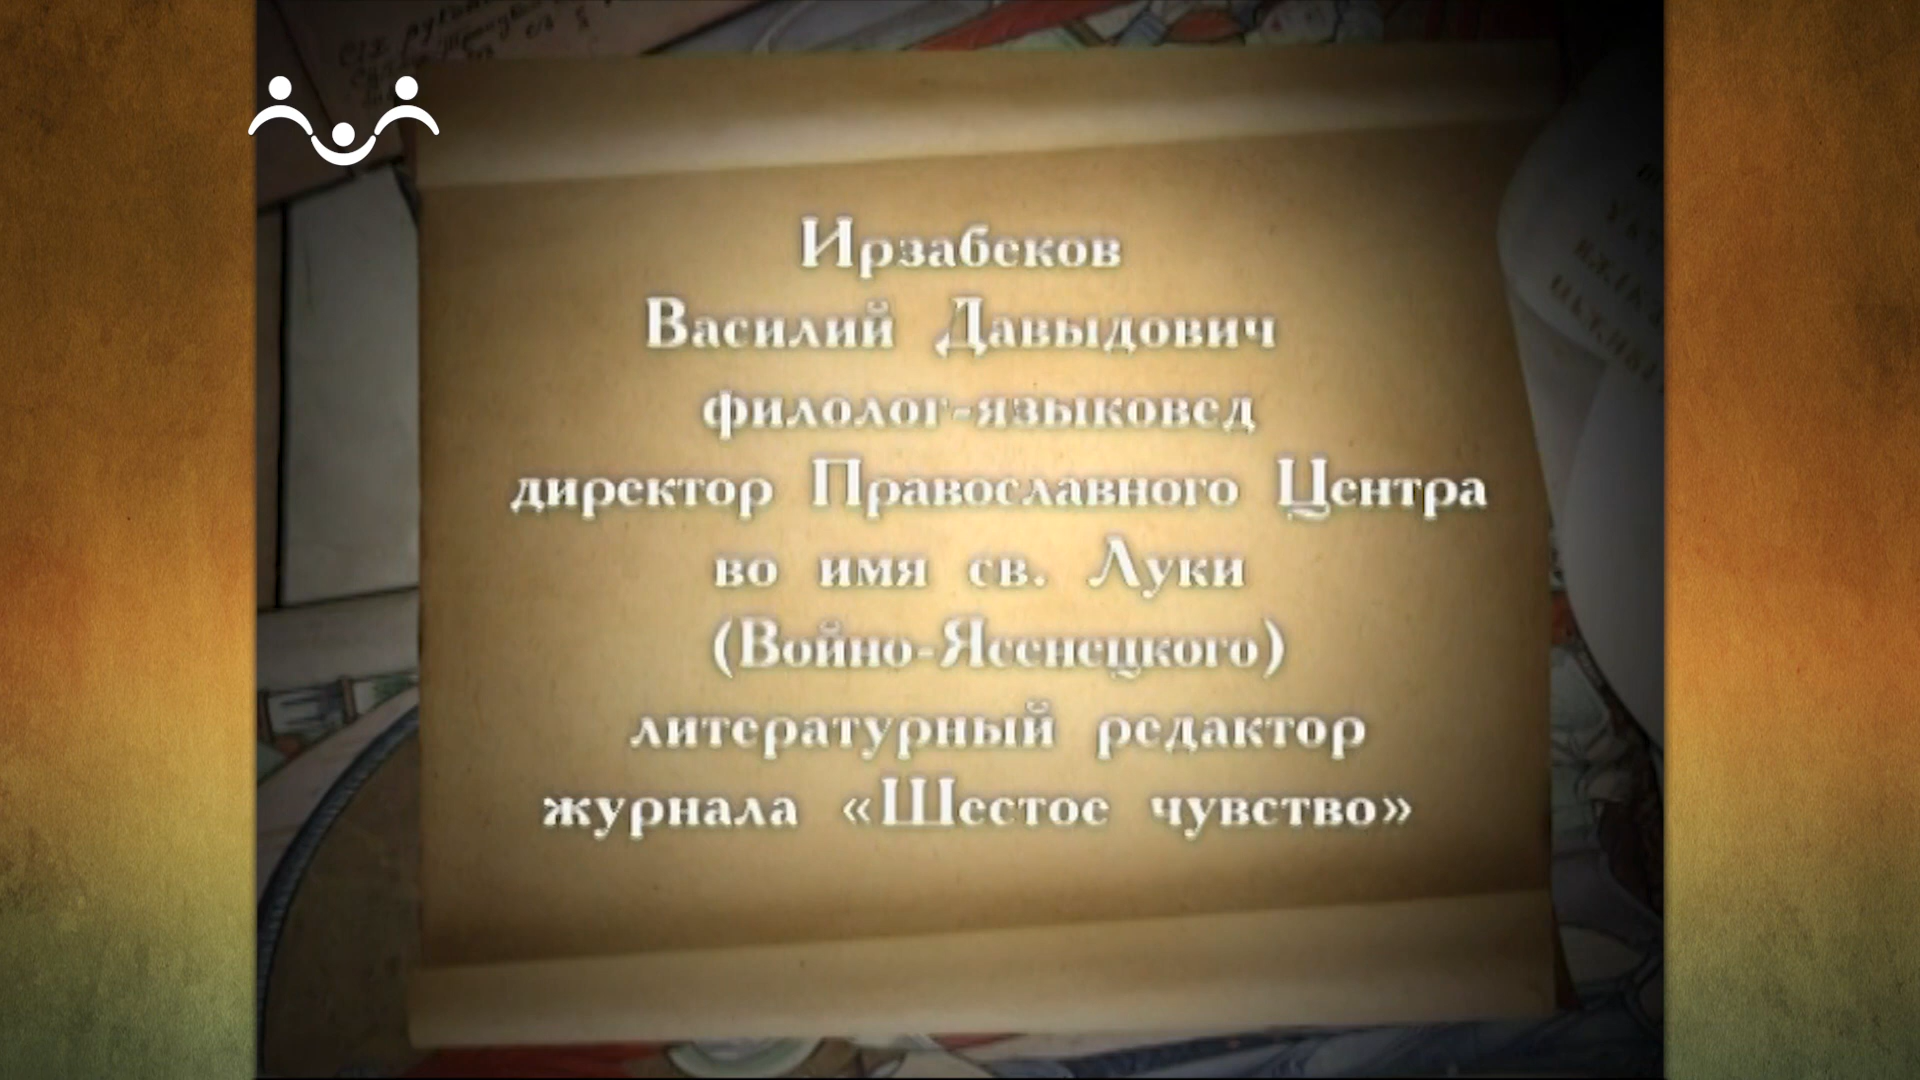 Ирзабеков
Василий Давыдович
филолог-языковед
директор Православного Центра
во имя св. Луки
(Войно-Ясенецкого)
литературный редактор
журнала «Шестое чувство»